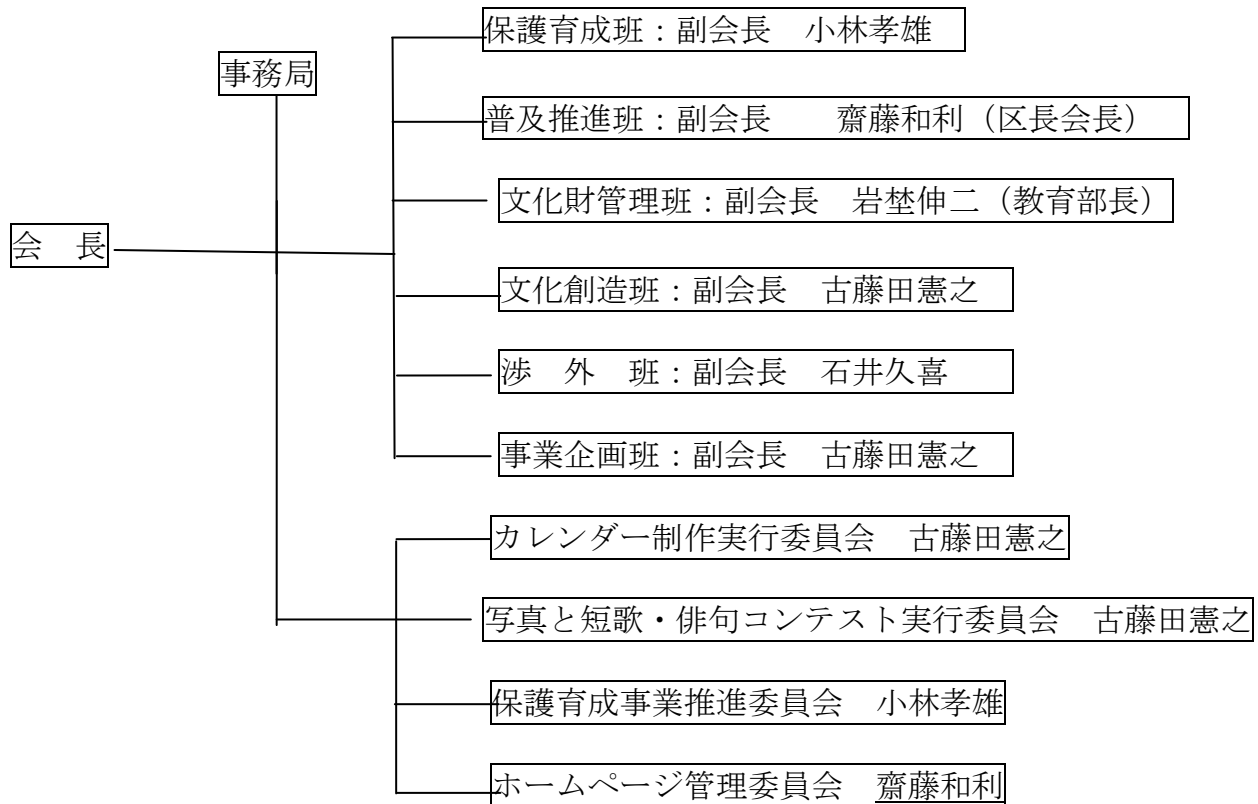 保護育成班：副会長　小林孝雄
事務局
普及推進班：副会長　　齋藤和利（区長会長）
文化財管理班：副会長　岩埜伸二（教育部長）
会　長
文化創造班：副会長　古藤田憲之
渉　外　班：副会長　石井久喜
事業企画班：副会長　古藤田憲之
カレンダー制作実行委員会　古藤田憲之
写真と短歌・俳句コンテスト実行委員会　古藤田憲之
保護育成事業推進委員会　小林孝雄
ホームページ管理委員会　齋藤和利